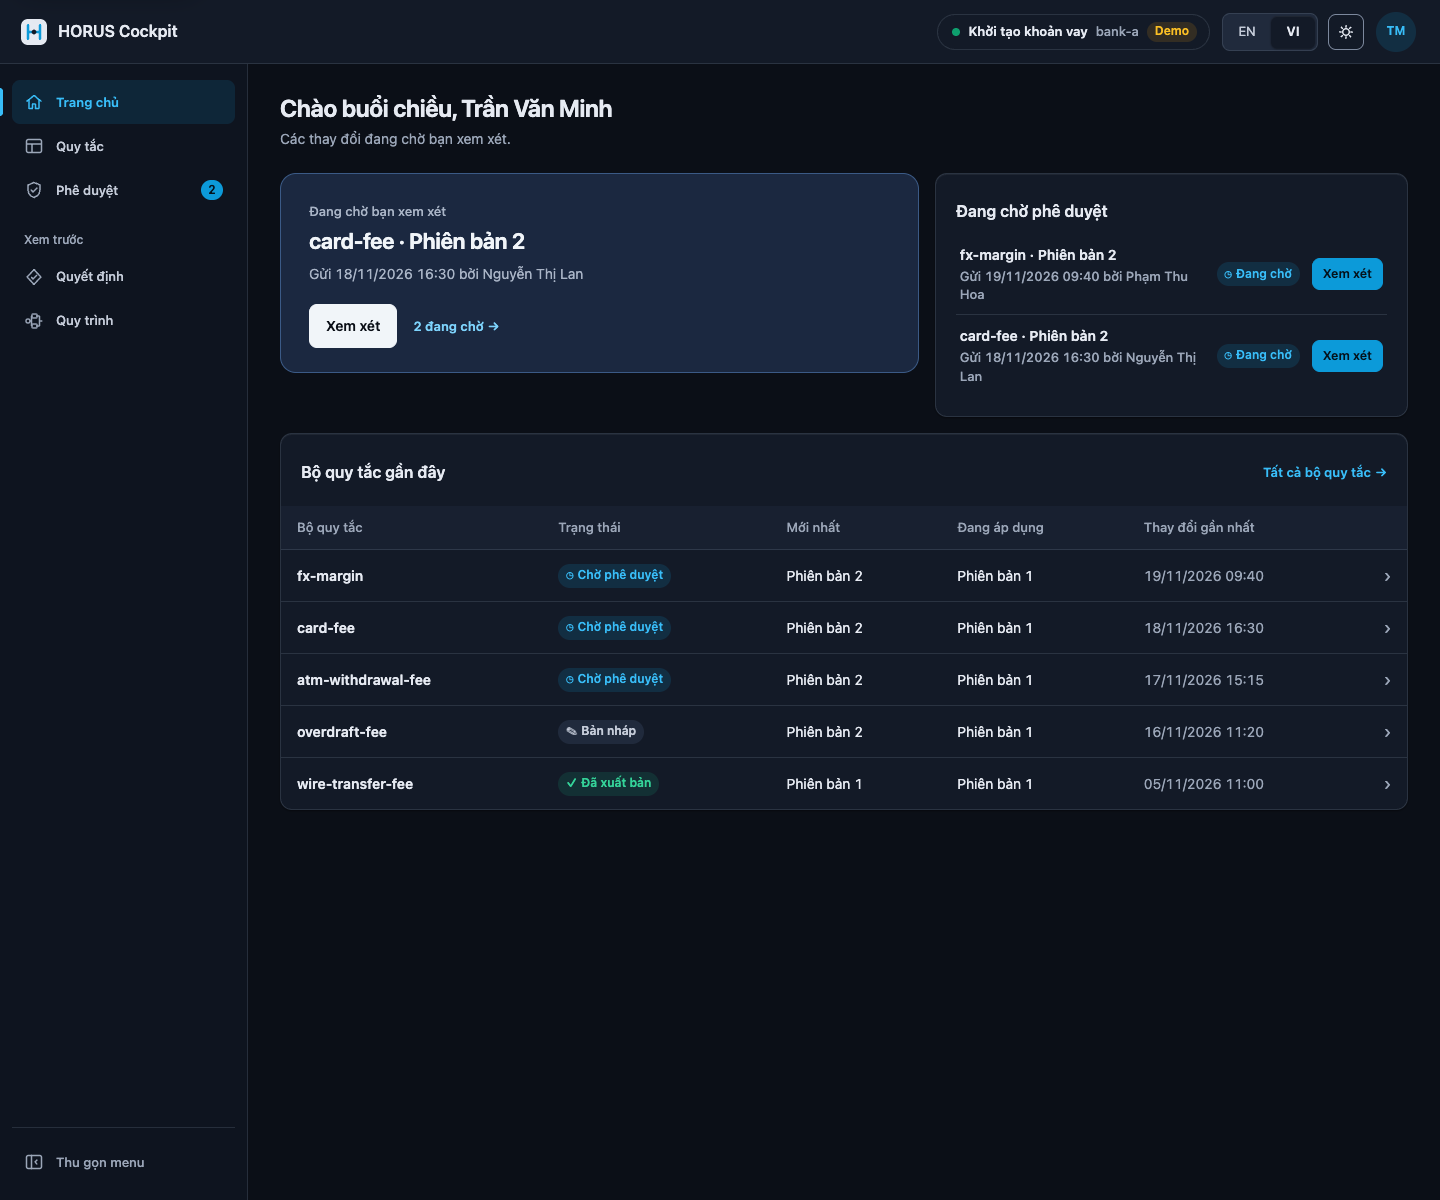 HORUS Cockpit
Khởi tạo khoản vay bank-a Demo
EN VI
TM
Trang chủ
Quy tắc
Phê duyệt 2
Xem trước
Quyết định
Quy trình
Thu gọn menu
Chào buổi chiều, Trần Văn Minh
Các thay đổi đang chờ bạn xem xét.
Đang chờ bạn xem xét
card-fee · Phiên bản 2
Gửi 18/11/2026 16:30 bởi Nguyễn Thị Lan
Xem xét 2 đang chờ →
Đang chờ phê duyệt
fx-margin · Phiên bản 2
Gửi 19/11/2026 09:40 bởi Phạm Thu
Hoa
Đang chờ Xem xét
card-fee · Phiên bản 2
Gửi 18/11/2026 16:30 bởi Nguyễn Thị
Lan
Đang chờ Xem xét
Bộ quy tắc gần đây Tất cả bộ quy tắc →
Bộ quy tắc Trạng thái Mới nhất Đang áp dụng Thay đổi gần nhất
fx-margin Chờ phê duyệt Phiên bản 2 Phiên bản 1 19/11/2026 09:40 ›
card-fee Chờ phê duyệt Phiên bản 2 Phiên bản 1 18/11/2026 16:30 ›
atm-withdrawal-fee Chờ phê duyệt Phiên bản 2 Phiên bản 1 17/11/2026 15:15 ›
overdraft-fee ✎ Bản nháp Phiên bản 2 Phiên bản 1 16/11/2026 11:20 ›
wire-transfer-fee ✓ Đã xuất bản Phiên bản 1 Phiên bản 1 05/11/2026 11:00 ›